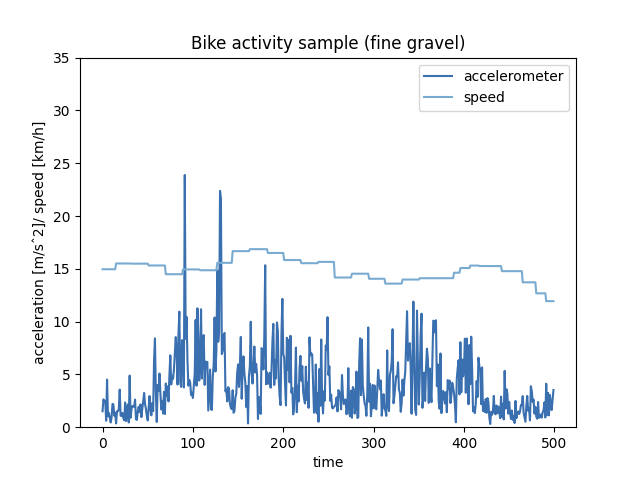 Bike activity sample (fine gravel)
accelerometer
speed
acceleration [m/s^2]/ speed [km/h]
35
30
25
20
15
10
5
0
0 100 200 300 400 500
time